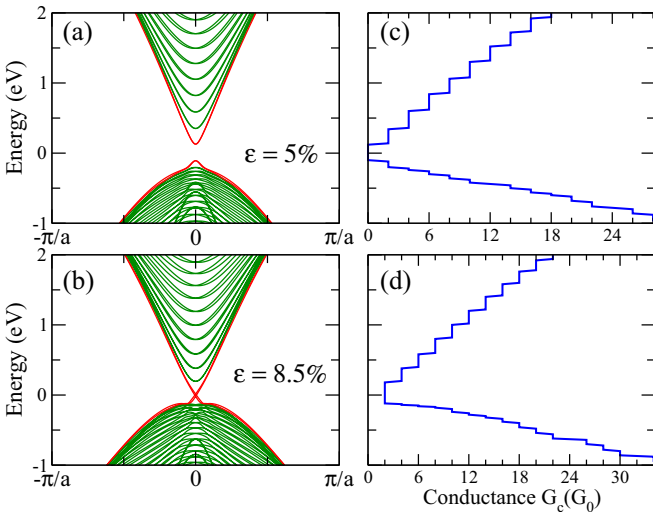 (a)
(c)
2
1
0
-1
Energy (eV)
ε = 5%
-π/a
0
π/a
0
6
12
18
24
(b)
(d)
2
1
0
-1
Energy (eV)
ε = 8.5%
-π/a
0
π/a
0
6
12
18
24
30
Conductance G_c(G_0)